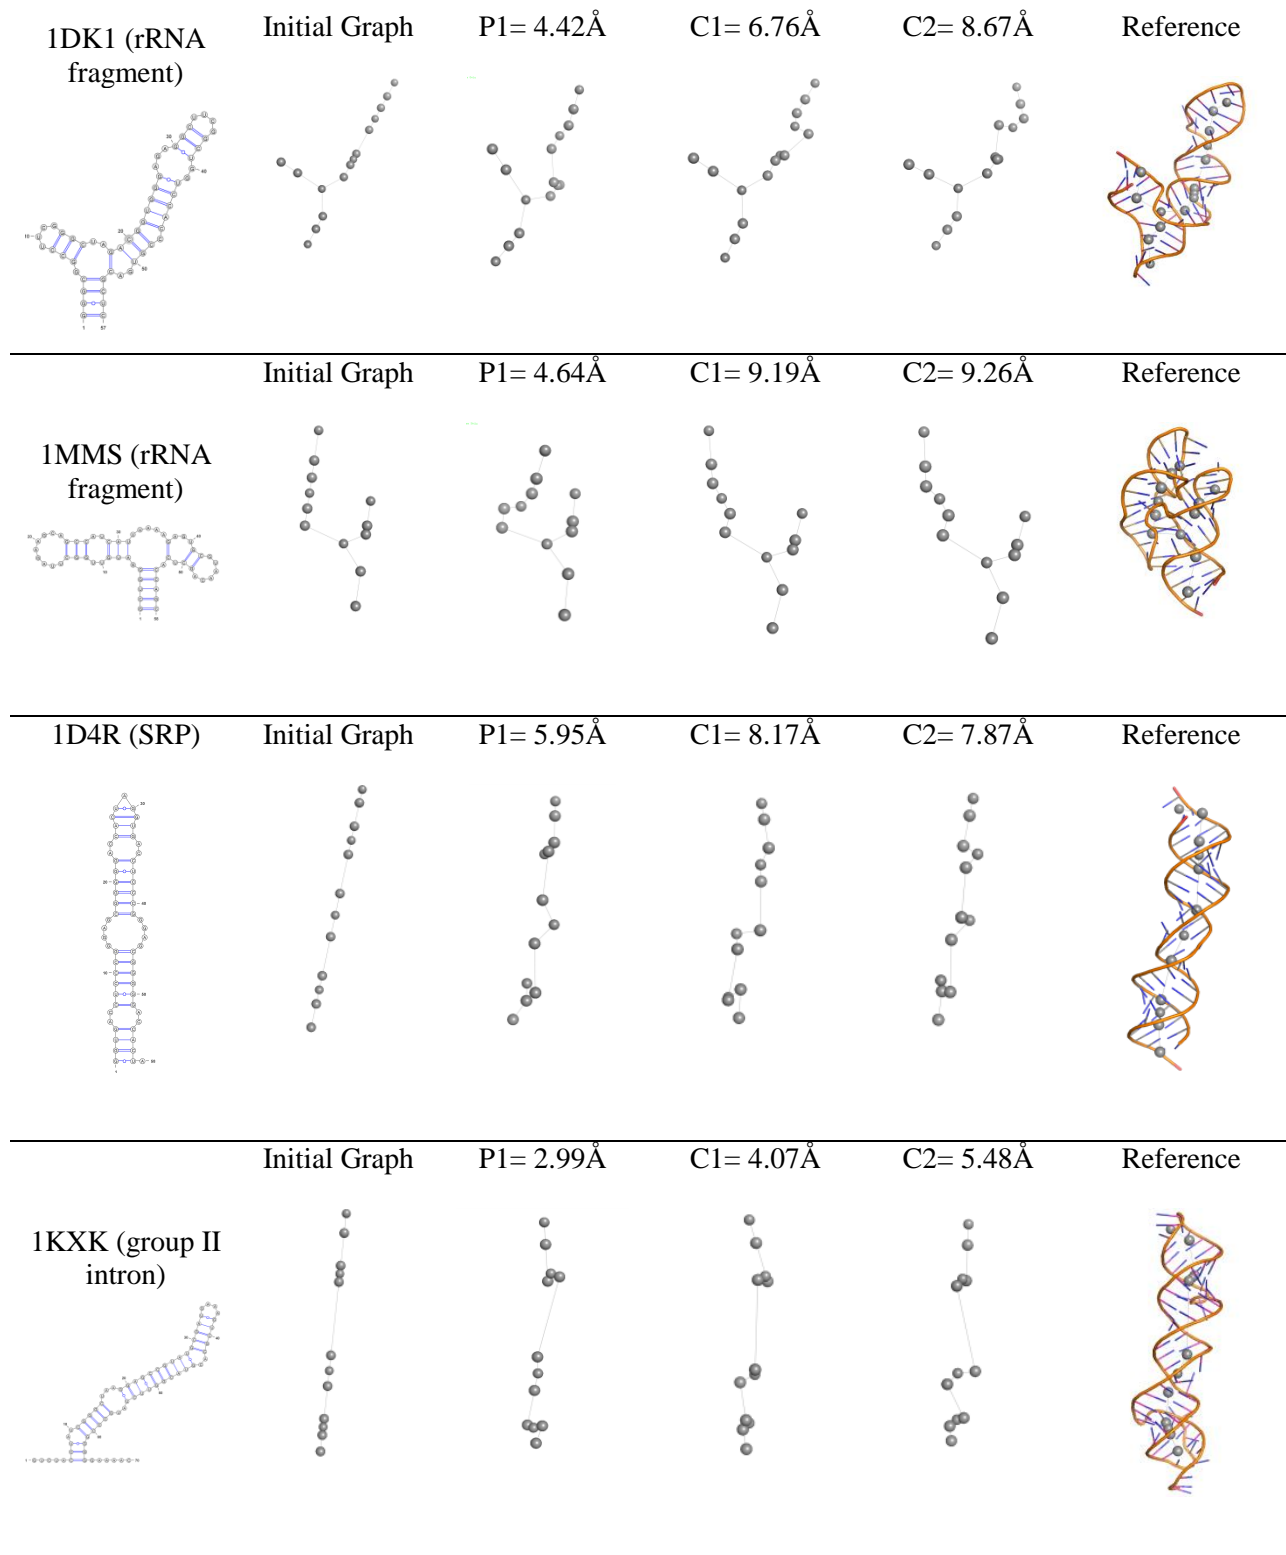 1DK1 (rRNA
fragment)
Initial Graph
P1= 4.42Å
C1= 6.76Å
C2= 8.67Å
Reference
Initial Graph
P1= 4.64Å
C1= 9.19Å
C2= 9.26Å
Reference
1MMS (rRNA
fragment)
1D4R (SRP)
Initial Graph
P1= 5.95Å
C1= 8.17Å
C2= 7.87Å
Reference
Initial Graph
P1= 2.99Å
C1= 4.07Å
C2= 5.48Å
Reference
1KXK (group II
intron)